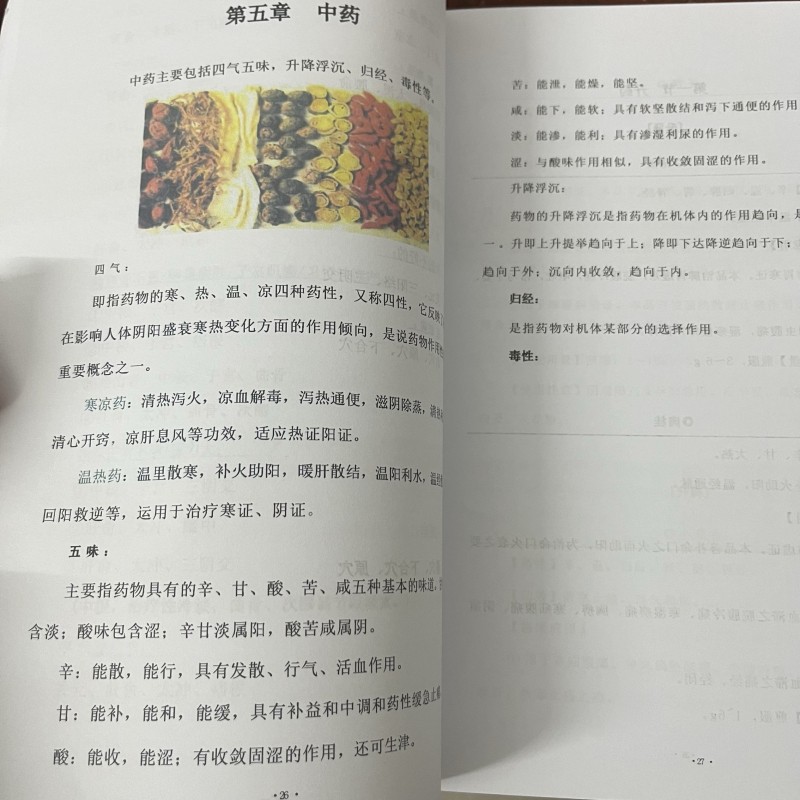 第五章 中药
中药主要包括四气五味，升降浮沉、归经、毒性等。
四气：
即指药物的寒、热、温、凉四种药性，又称四性，它反映了
在影响人体阴阳盛衰寒热变化方面的作用倾向，是说药物作用性
重要概念之一。
寒凉药：清热泻火，凉血解毒，泻热通便，滋阴除蒸，清热
清心开窍，凉肝息风等功效，适应热证阳证。
温热药：温里散寒，补火助阳，暖肝散结，温阳利水，温经
回阳救逆等，运用于治疗寒证、阴证。
五味：
主要指药物具有的辛、甘、酸、苦、咸五种基本的味道，
含淡；酸味包含涩；辛甘淡属阳，酸苦咸属阴。
辛：能散，能行，具有发散、行气、活血作用。
甘：能补，能和，能缓，具有补益和中调和药性缓急止
酸：能收，能涩；有收敛固涩的作用，还可生津。
·26·
苦：能泄，能燥，能坚。
咸：能下，能软；具有软坚散结和泻下通便的作用
淡：能渗，能利；具有渗湿利尿的作用。
涩：与酸味作用相似，具有收敛固涩的作用。
升降浮沉：
药物的升降浮沉是指药物在机体内的作用趋向，是
一。升即上升提举趋向于上；降即下达降逆趋向于下；
趋向于外；沉向内收敛，趋向于内。
归经：
是指药物对机体某部分的选择作用。
毒性：
·27·